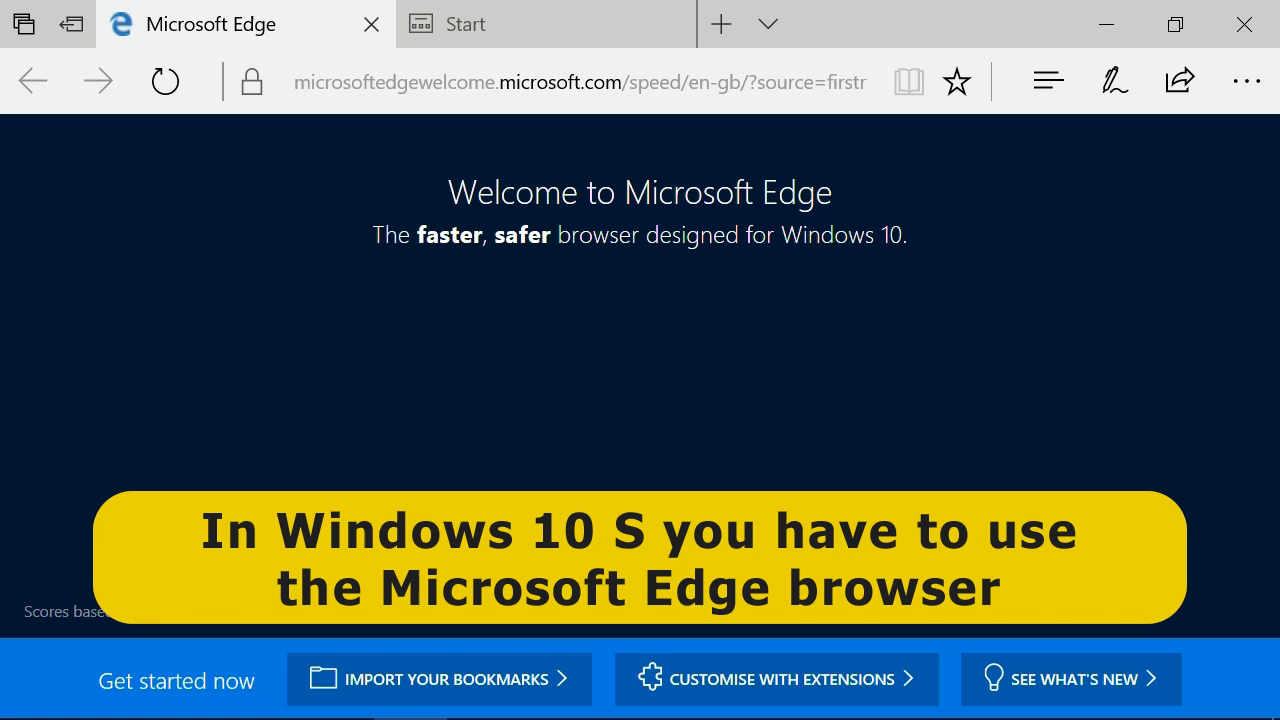 Microsoft Edge
Start
microsoftedgewelcome.microsoft.com/speed/en-gb/?source=firstr
Welcome to Microsoft Edge
The faster, safer browser designed for Windows 10.
In Windows 10 S you have to use
the Microsoft Edge browser
Scores
Get started now
IMPORT YOUR BOOKMARKS
CUSTOMISE WITH EXTENSIONS
SEE WHAT'S NEW